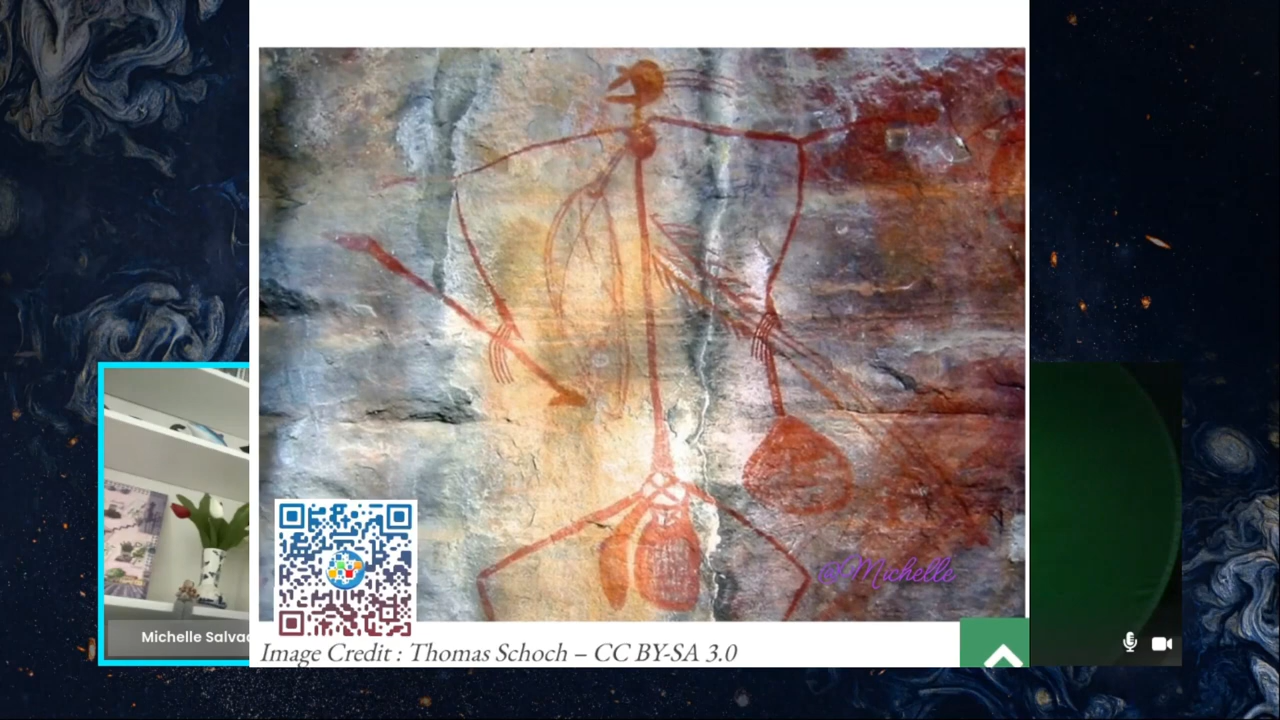 @Michelle
Michelle Salvad
Image Credit : Thomas Schoch – CC BY-SA 3.0